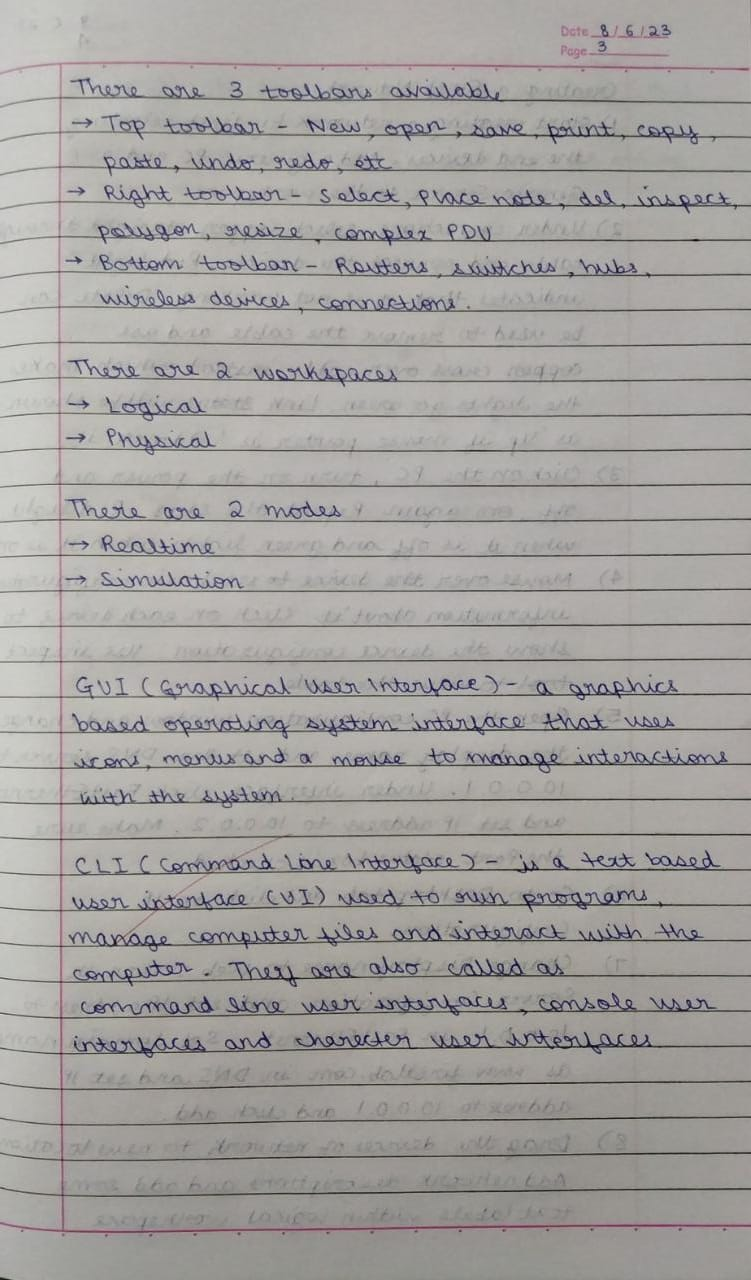 Date 8/6/23
Page 3
There are 3 toolbars available
→ Top toolbar - New, open, save, print, copy,
paste, undo, redo, etc
→ Right toolbar - Select, Place note, del, inspect,
polygon, resize, complex PDU
→ Bottom toolbar - Routers, switches, hubs,
wireless devices, connections.
There are 2 workspaces
→ Logical
→ Physical
There are 2 modes
→ Realtime
→ Simulation
GUI (Graphical User Interface) - a graphics
based operating system interface that uses
icons, menus and a mouse to manage interactions
with the system.
CLI (Command Line Interface) - is a text based
user interface (UI) used to run programs,
manage computer files and interact with the
computer. They are also called as
command line user interfaces, console user
interfaces and charecter user interfaces